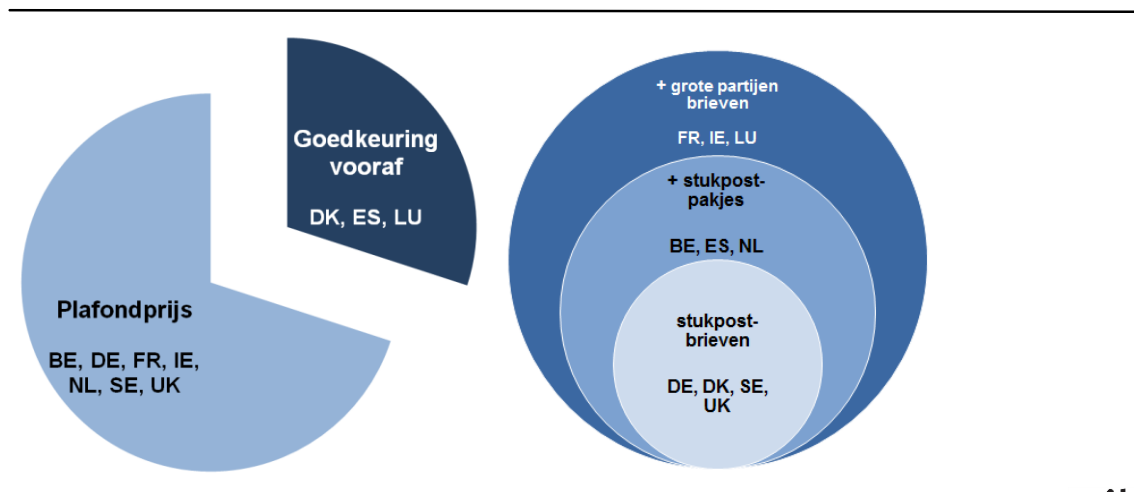 Goedkeuring
vooraf
DK, ES, LU
Plafondprijs
BE, DE, FR, IE,
NL, SE, UK
+ grote partijen
brieven
FR, IE, LU
+ stukpost-
pakjes
BE, ES, NL
stukpost-
brieven
DE, DK, SE,
UK